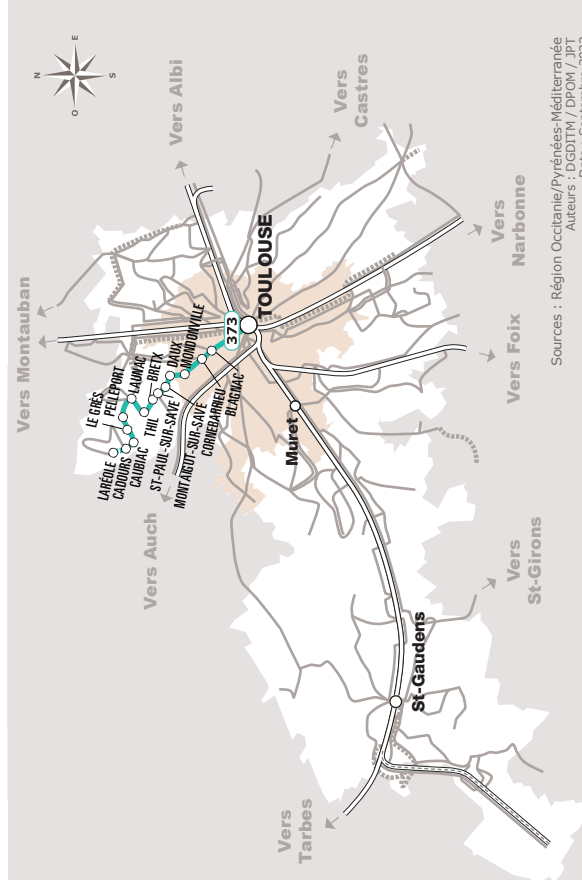 N
E
S
O
Vers Albi
Vers
Castres
Vers
Narbonne
Vers Foix
Vers
St-Girons
Vers
Tarbes
Vers Auch
Vers Montauban
TOULOUSE
373
Muret
St-Gaudens
LARÉOLE
CADOURS
CAUBIAC
LE GRÈS
PELLEPORT
LAUNAC
BRETX
THIL
ST-PAUL-SUR-SAVE
MONTAIGUT-SUR-SAVE
DAUX
MONDONVILLE
CORNEBARRIEU
BLAGNAC
Sources : Région Occitanie/Pyrénées-Méditerranée
Auteurs : DGDITM / DPOM / JPT